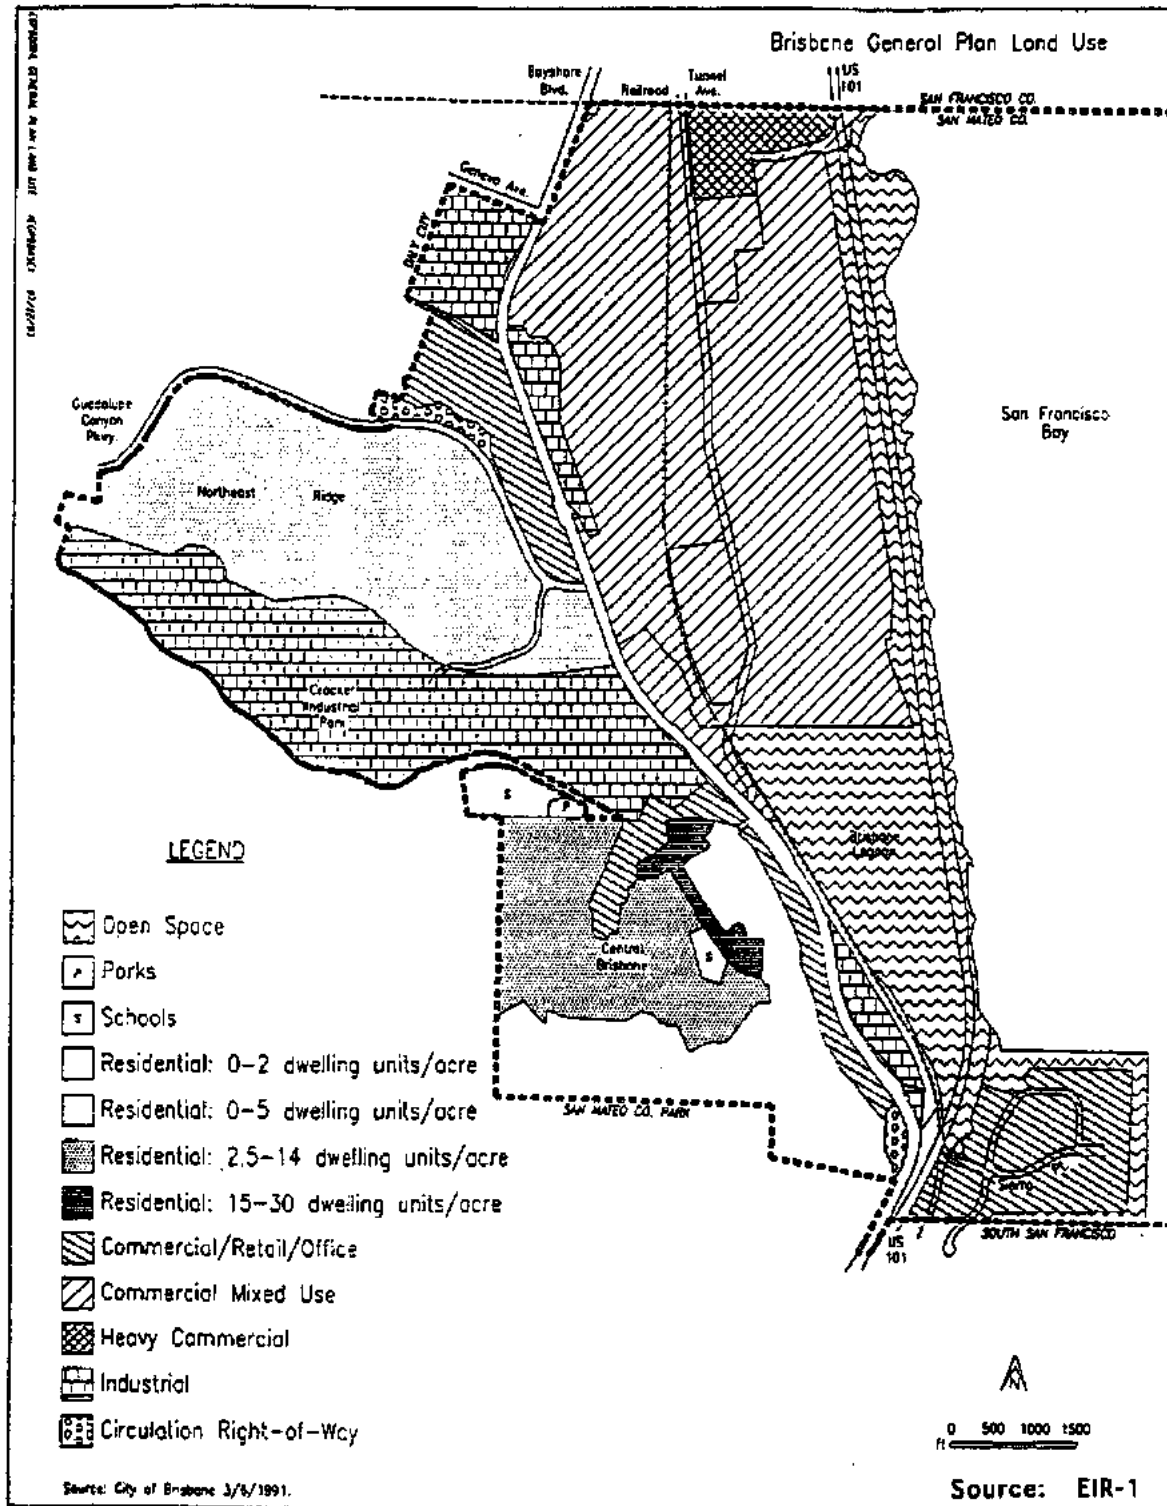 Brisbane General Plan Land Use
Bayshore
Blvd.
Railroad
Tunnel
Ave.
US
101
SAN FRANCISCO CO.
SAN MATEO CO.
Geneva Ave.
DALY CITY
Guadalupe
Canyon
Pkwy.
Northeast Ridge
San Francisco
Bay
Crocker
Industrial
Park
S
P
Brisbane
Lagoon
Central
Brisbane
S
SAN MATEO CO. PARK
Sierra
Pt.
US
101
SOUTH SAN FRANCISCO
LEGEND
Open Space
P Parks
S Schools
Residential: 0-2 dwelling units/acre
Residential: 0-5 dwelling units/acre
Residential: 2.5-14 dwelling units/acre
Residential: 15-30 dwelling units/acre
Commercial/Retail/Office
Commercial Mixed Use
Heavy Commercial
Industrial
Circulation Right-of-Way
N
0 500 1000 1500
ft
Source: City of Brisbane 3/6/1991.
Source: EIR-1